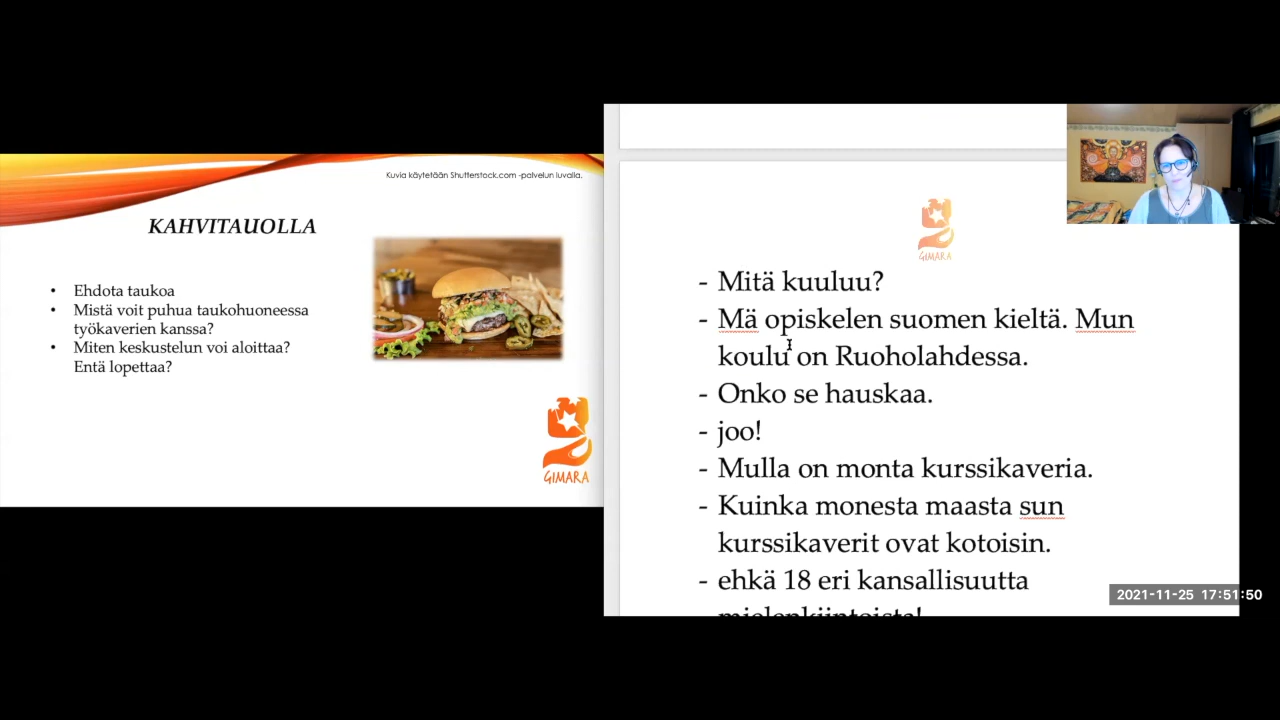 Kuvia käytetään Shutterstock.com -palvelun luvalla.
KAHVITAUOLLA
• Ehdota taukoa
• Mistä voit puhua taukohuoneessa
työkaverien kanssa?
• Miten keskustelun voi aloittaa?
Entä lopettaa?
GIMARA
GIMARA
- Mitä kuuluu?
- Mä opiskelen suomen kieltä. Mun
koulu on Ruoholahdessa.
- Onko se hauskaa.
- joo!
- Mulla on monta kurssikaveria.
- Kuinka monesta maasta sun
kurssikaverit ovat kotoisin.
- ehkä 18 eri kansallisuutta
mielenkiintoista!
2021-11-25 17:51:50